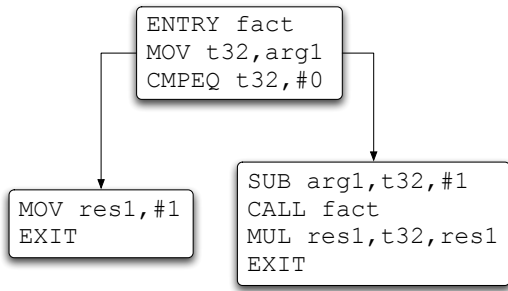 ENTRY fact
MOV t32,arg1
CMPEQ t32,#0
MOV res1,#1
EXIT
SUB arg1,t32,#1
CALL fact
MUL res1,t32,res1
EXIT